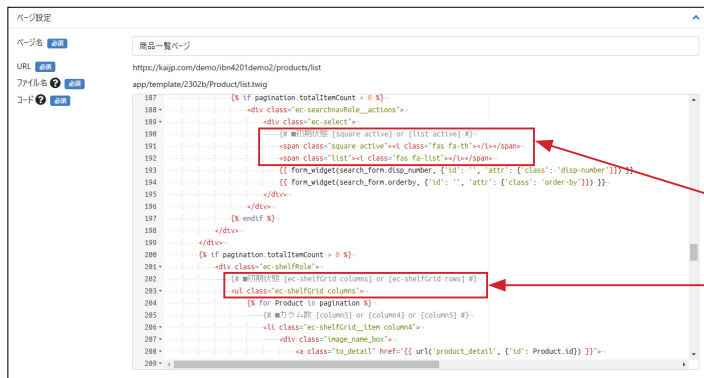 ページ設定
ページ名 必須 商品一覧ページ
URL 必須 https://kaijp.com/demo/ibn4201demo2/products/list
ファイル名 必須 app/template/2302b/Product/list.twig
コード 必須
187 {% if pagination.totalItemCount > 0 %}
188 <div class="ec-searchnavRole__actions">
189 <div class="ec-select">
190 {# ■初期状態 [square active] or [list active] #}
191 <span class="square active"><i class="fas fa-th"></i></span>
192 <span class="list"><i class="fas fa-list"></i></span>
193 {{ form_widget(search_form.disp_number, {'id': '', 'attr': {'class': 'disp-number'}}) }}
194 {{ form_widget(search_form.orderby, {'id': '', 'attr': {'class': 'order-by'}}) }}
195 </div>
196 </div>
197 {% endif %}
198 </div>
199 </div>
200 {% if pagination.totalItemCount > 0 %}
201 <div class="ec-shelfRole">
202 {# ■初期状態 [ec-shelfGrid columns] or [ec-shelfGrid rows] #}
203 <ul class="ec-shelfGrid columns">
204 {% for Product in pagination %}
205 {# ■カラム数 [column3] or [column4] or [column5] #}
206 <li class="ec-shelfGrid__item column4">
207 <div class="image_name_box">
208 <a class="to_detail" href="{{ url('product_detail', {'id': Product.id}) }}">
209